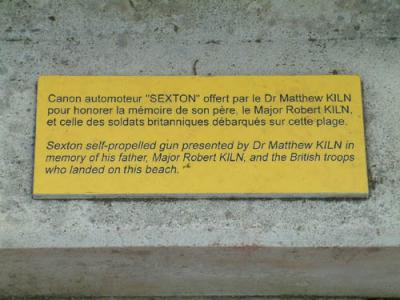 Canon automoteur "SEXTON" offert par le Dr Matthew KILN
pour honorer la mémoire de son père, le Major Robert KILN,
et celle des soldats britanniques débarqués sur cette plage.
Sexton self-propelled gun presented by Dr Matthew KILN in
memory of his father, Major Robert KILN, and the British troops
who landed on this beach.